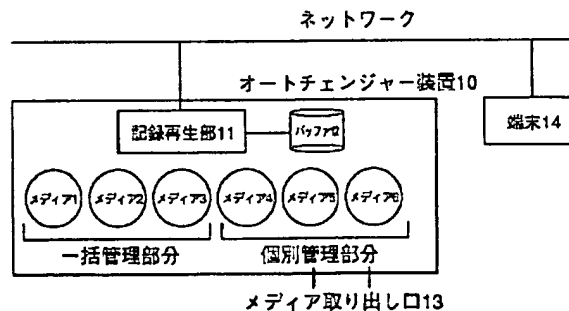 ネットワーク
オートチェンジャー装置10
記録再生部11
バッファ12
端末14
メディア1
メディア2
メディア3
メディア4
メディア5
メディア6
一括管理部分
個別管理部分
メディア取り出し口13